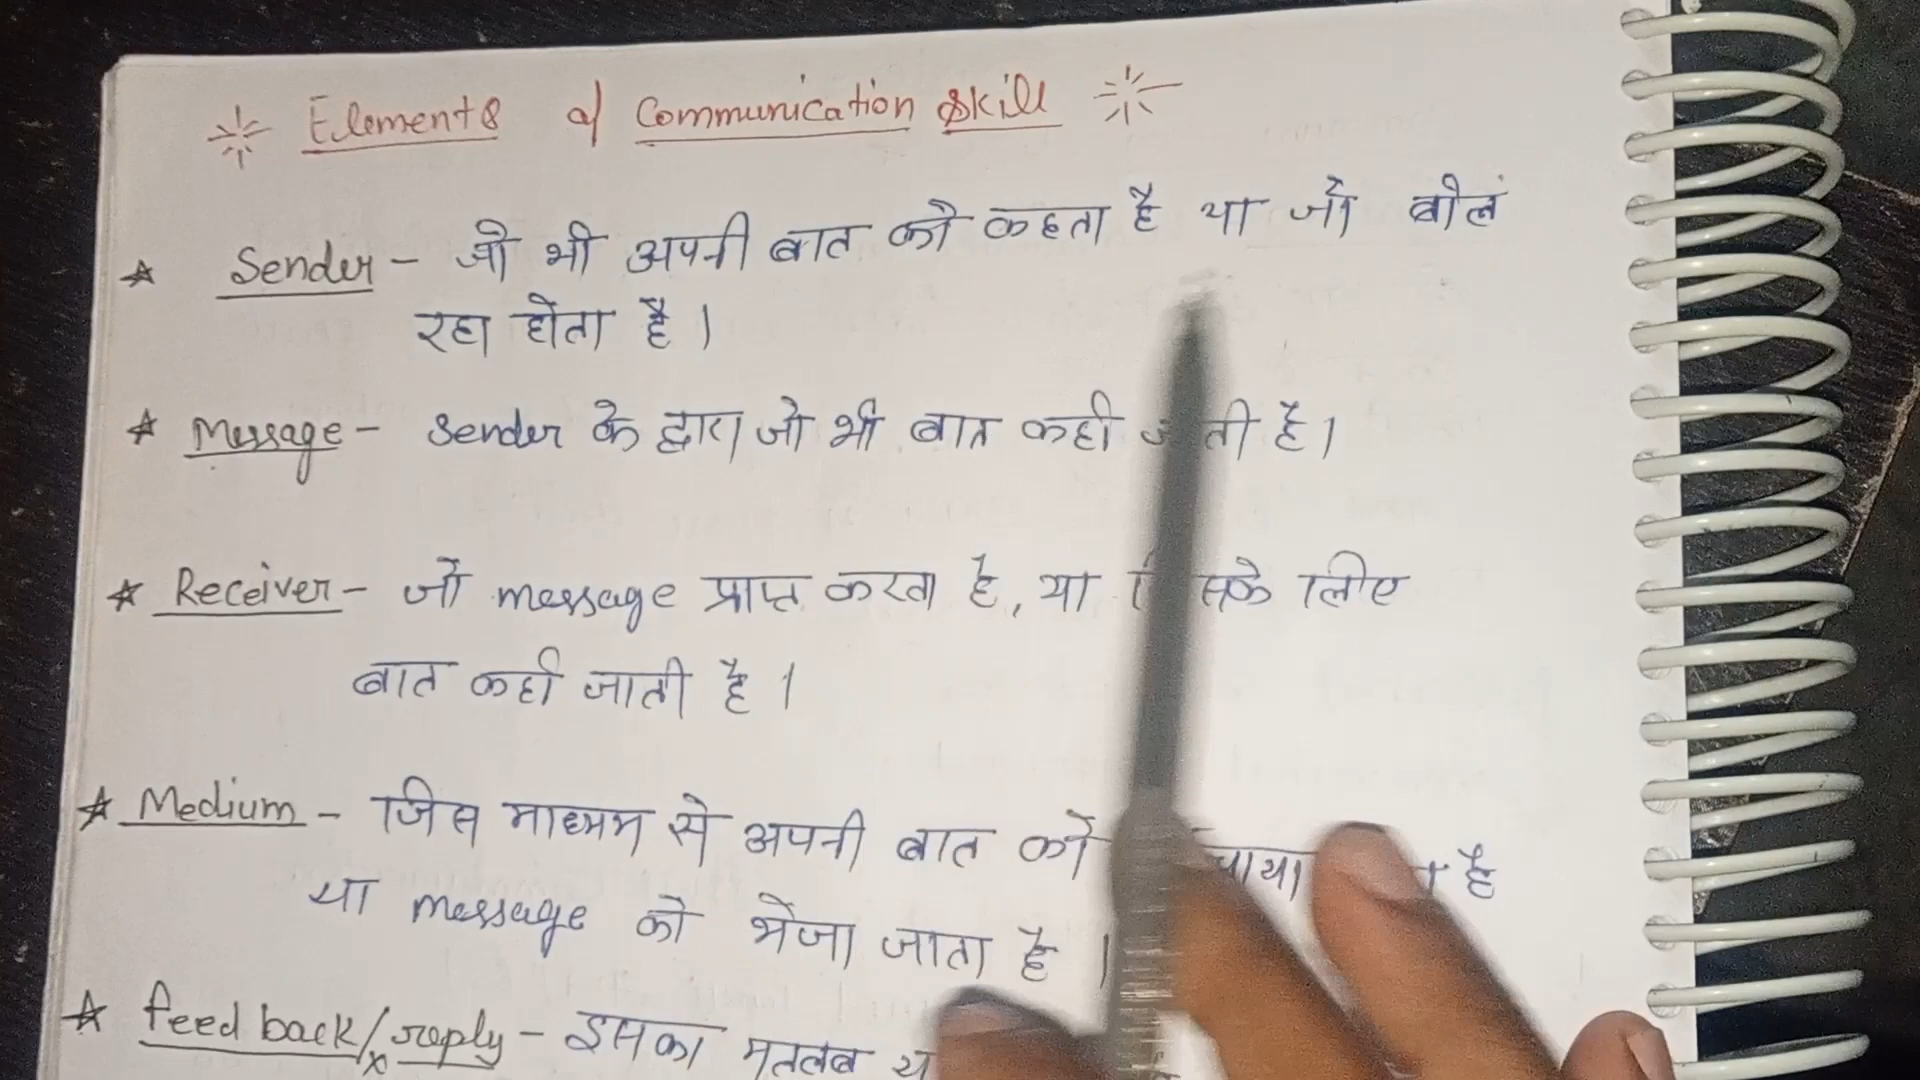 Elements of Communication Skill
Sender - जो भी अपनी बात को कहता है या जो बोल
रहा होता है।
Message - Sender के द्वारा जो भी बात कही ती है।
Receiver - जो message प्राप्त करता है, या लिए
बात कही जाती है।
Medium - जिस माध्यम से अपनी बात को है
या message को भेजा जाता है।
feed back/reply - इसका मतलब